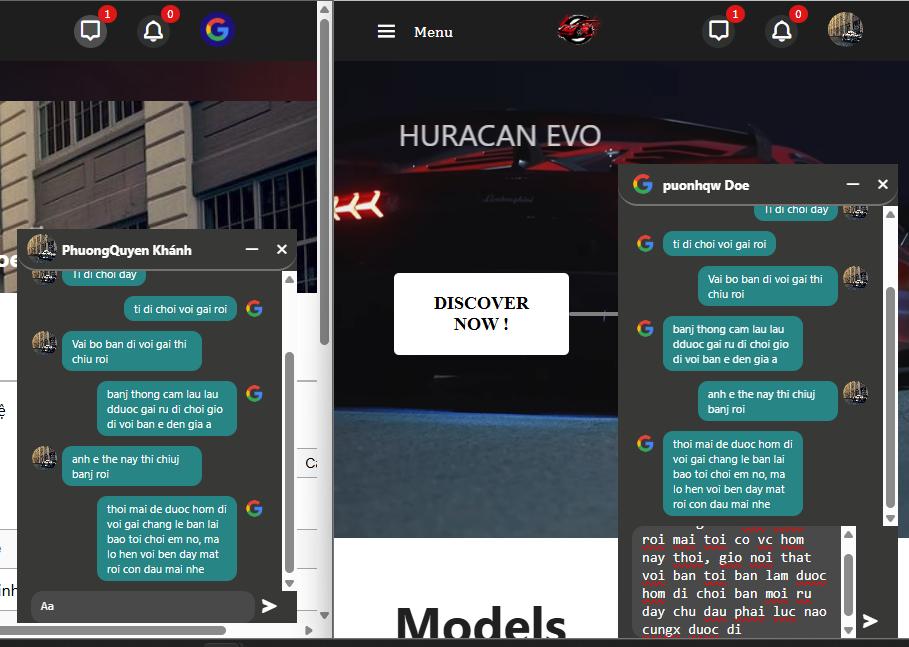 1
0
Menu
1
0
HURACAN EVO
DISCOVER
NOW !
Models
PhuongQuyen Khánh
Ti di choi day
ti di choi voi gai roi
Vai bo ban di voi gai thi
chiu roi
banj thong cam lau lau
dduoc gai ru di choi gio
di voi ban e den gia a
anh e the nay thi chiuj
banj roi
thoi mai de duoc hom di
voi gai chang le ban lai
bao toi choi em no, ma
lo hen voi ben day mat
roi con dau mai nhe
Aa
puonhqw Doe
Ti di choi day
ti di choi voi gai roi
Vai bo ban di voi gai thi
chiu roi
banj thong cam lau lau
dduoc gai ru di choi gio
di voi ban e den gia a
anh e the nay thi chiuj
banj roi
thoi mai de duoc hom di
voi gai chang le ban lai
bao toi choi em no, ma
lo hen voi ben day mat
roi con dau mai nhe
roi mai toi co vc hom
nay thoi, gio noi that
voi ban toi ban lam duoc
hom di choi ban moi ru
day chu dau phai luc nao
cungx duoc di